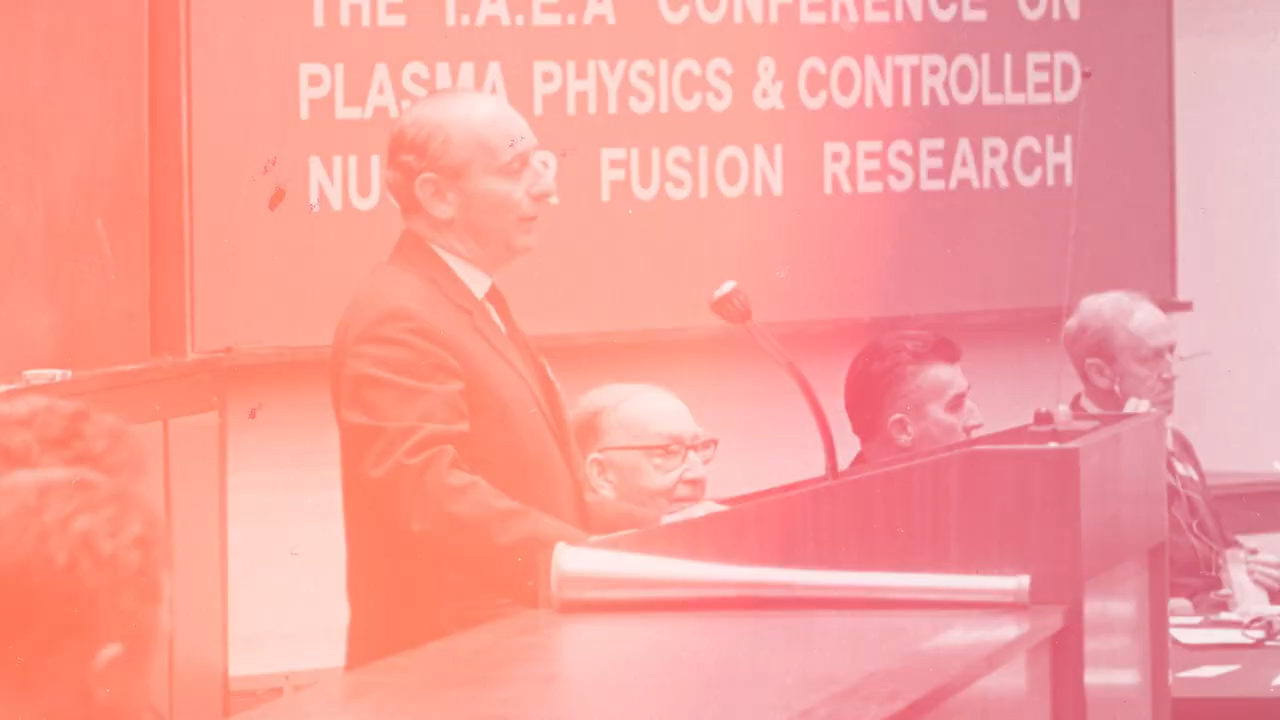 THE I.A.E.A CONFERENCE ON
PLASMA PHYSICS & CONTROLLED
FUSION RESEARCH